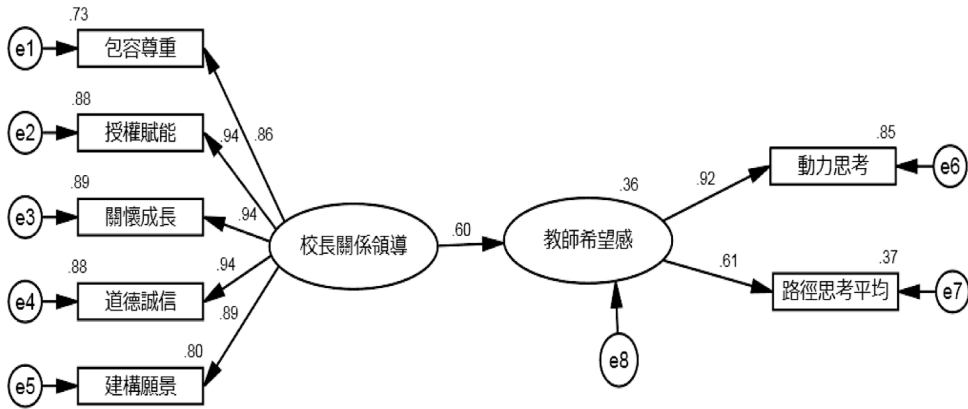 .73
e1
包容尊重
.88
e2
授權賦能
.89
e3
關懷成長
.88
e4
道德誠信
.80
e5
建構願景
.86
.94
.94
.94
.89
校長關係領導
.60
.36
教師希望感
e8
.92
.61
.85
動力思考
e6
.37
路徑思考平均
e7